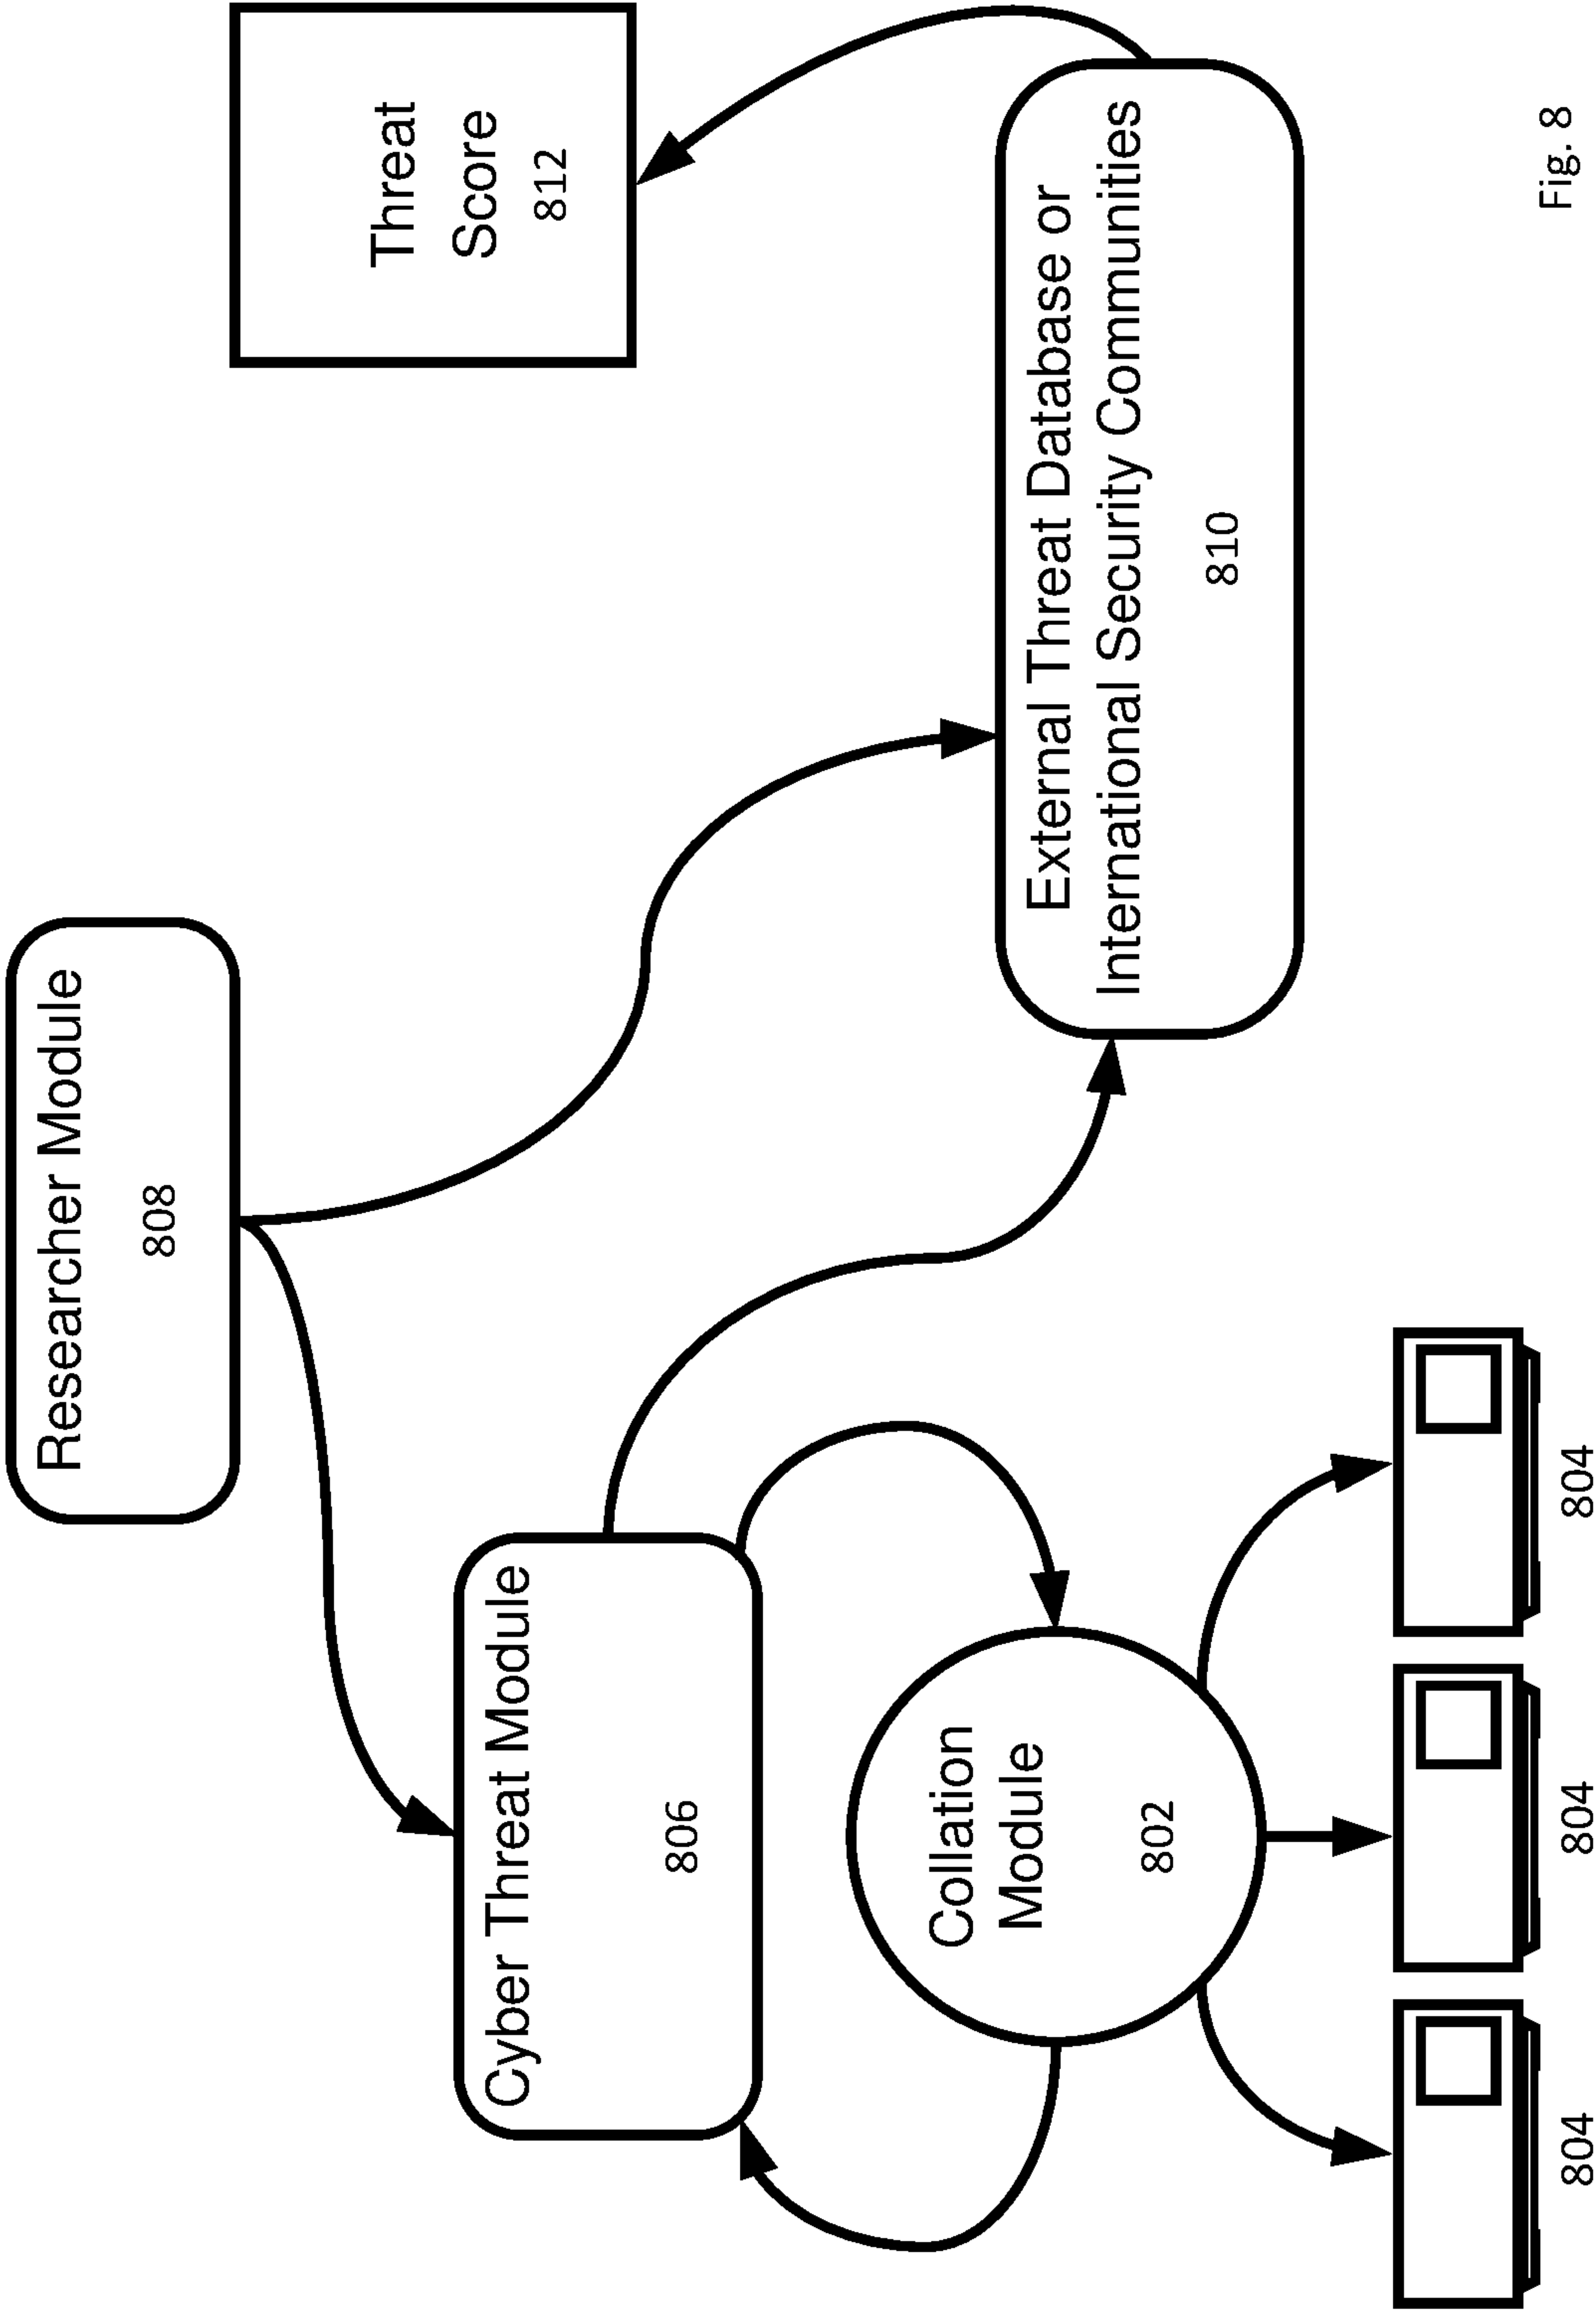 Researcher Module
808
Threat
Score
812
Cyber Threat Module
806
Collation
Module
802
External Threat Database or
International Security Communities
810
804
804
804
Fig. 8